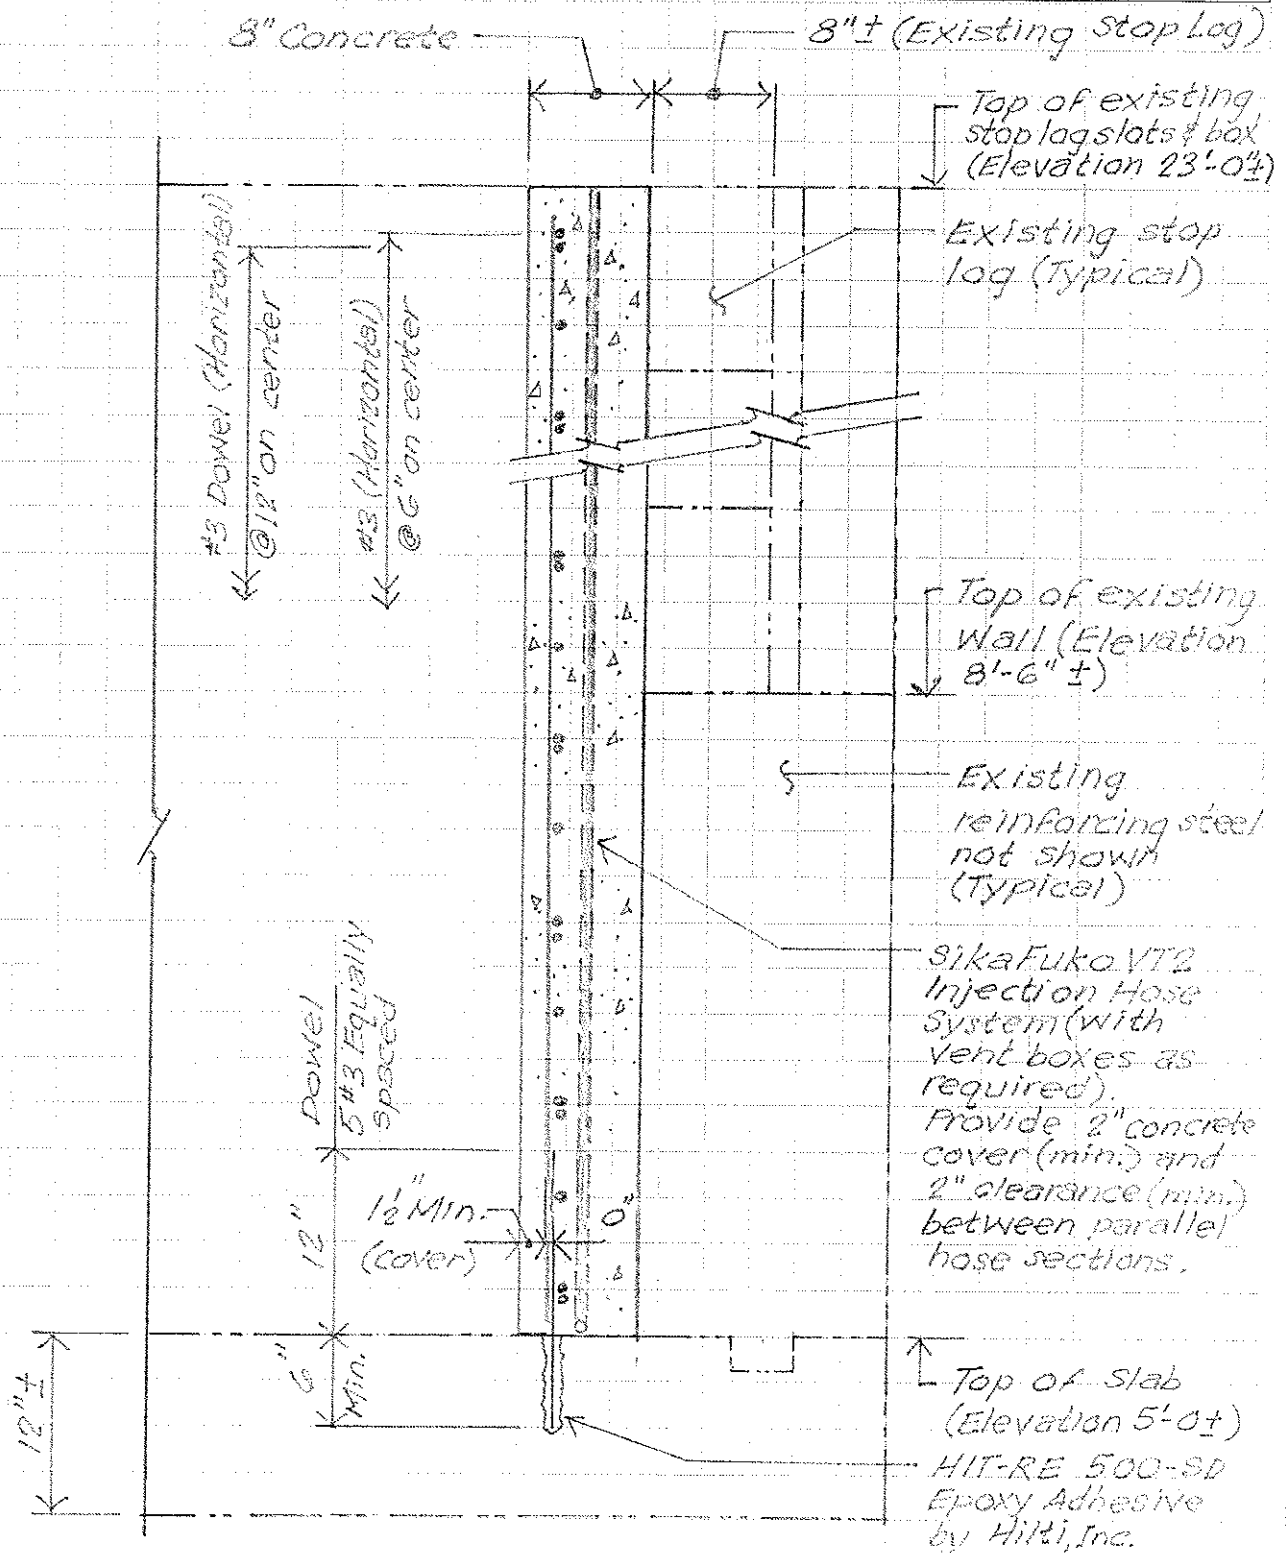 8" Concrete
8"± (Existing Stop Log)
Top of existing
stop log slots & box
(Elevation 23'-0"±)
Existing stop
log (Typical)
#3 Dowel (Horizontal)
@12" on center
#3 (Horizontal)
@6" on center
Top of existing
Wall (Elevation
8'-6" ±)
Existing
reinforcing steel
not shown
(Typical)
SikaFuko VT2
Injection Hose
System (with
vent boxes as
required).
Provide 2" concrete
cover (min.) and
2" clearance (min.)
between parallel
hose sections.
Dowel
5 #3 Equally
spaced
12"
1½" Min.
(cover)
0"
6"
Min.
12" ±
Top of Slab
(Elevation 5'-0±)
HIT-RE 500-SD
Epoxy Adhesive
by Hilti, Inc.